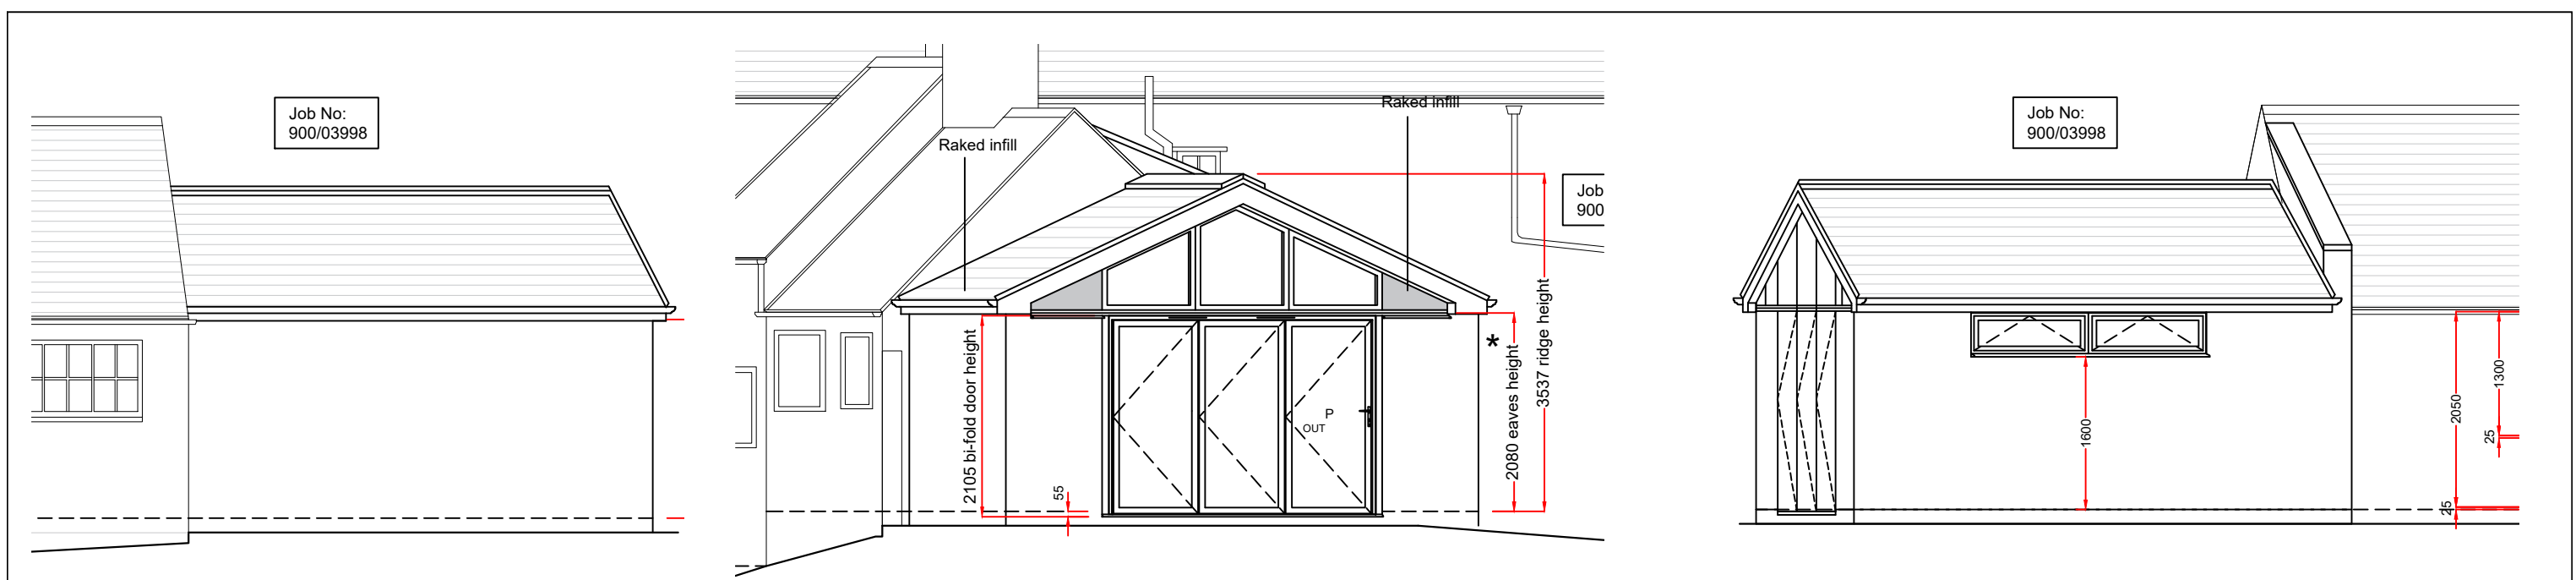 Job No:
900/03998
Raked infill
Raked infill
Job
900
2105 bi-fold door height
55
P
OUT
*
2080 eaves height
3537 ridge height
Job No:
900/03998
1600
2050
25
1300
25